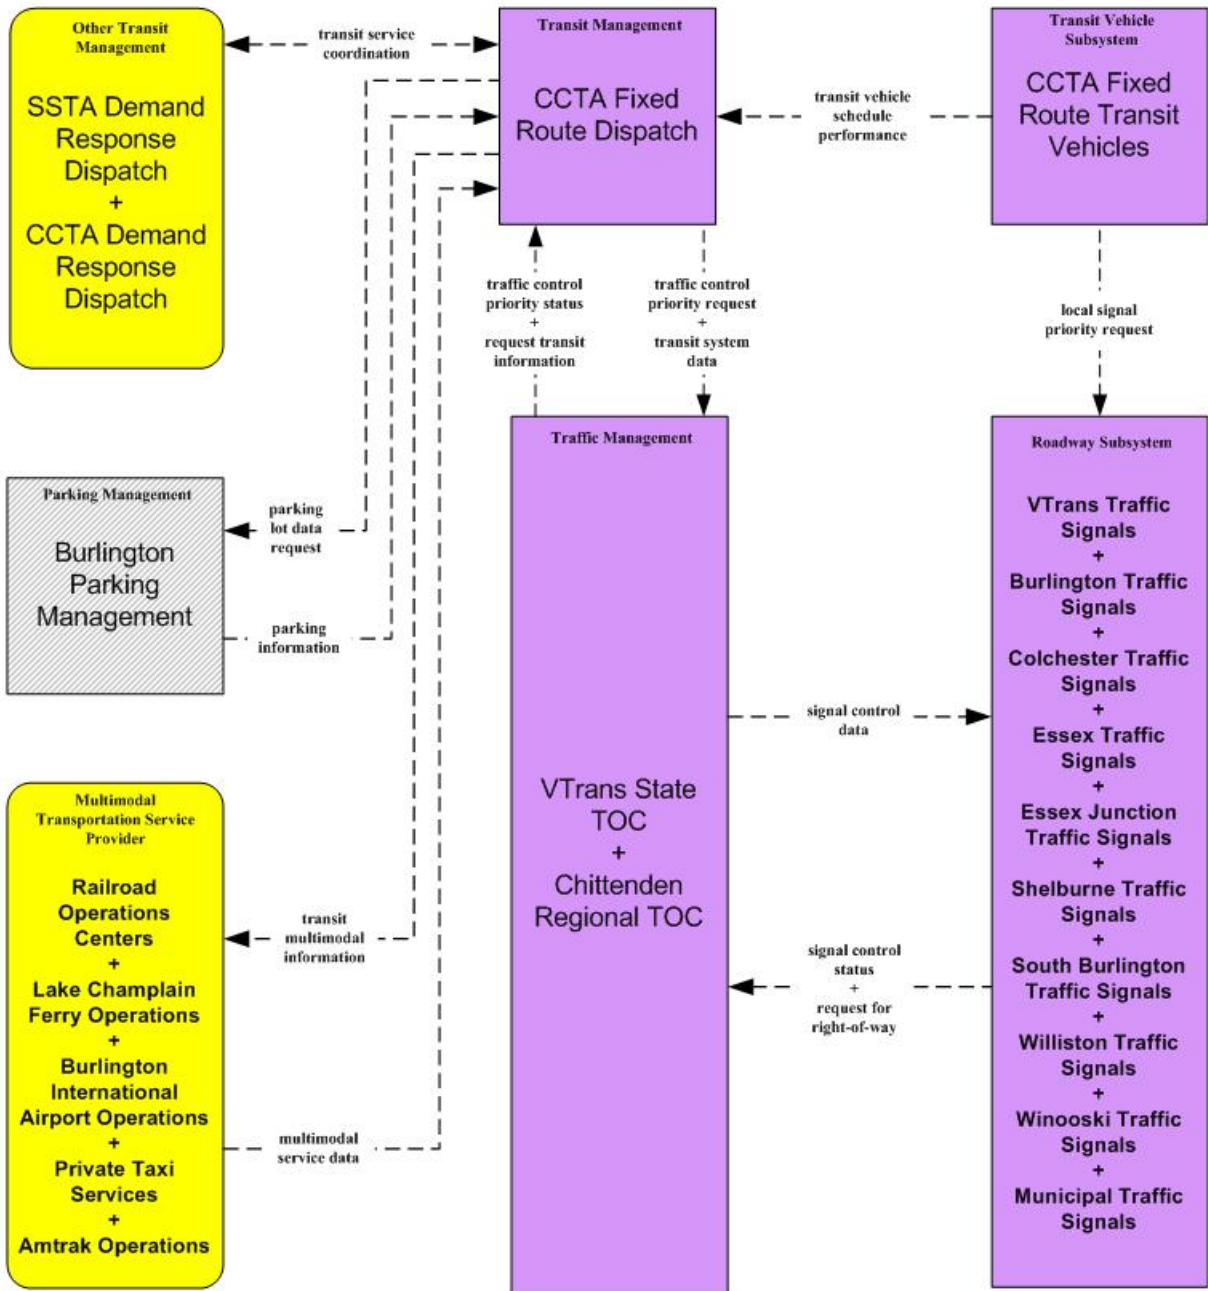 Other Transit
Management
SSTA Demand
Response
Dispatch
+
CCTA Demand
Response
Dispatch
transit service
coordination
Transit Management
CCTA Fixed
Route Dispatch
transit vehicle
schedule
performance
Transit Vehicle
Subsystem
CCTA Fixed
Route Transit
Vehicles
traffic control
priority status
+
request transit
information
traffic control
priority request
+
transit system
data
local signal
priority request
Parking Management
Burlington
Parking
Management
parking
lot data
request
parking
information
Traffic Management
VTrans State
TOC
+
Chittenden
Regional TOC
signal control
data
signal control
status
+
request for
right-of-way
Roadway Subsystem
VTrans Traffic
Signals
+
Burlington Traffic
Signals
+
Colchester Traffic
Signals
+
Essex Traffic
Signals
+
Essex Junction
Traffic Signals
+
Shelburne Traffic
Signals
+
South Burlington
Traffic Signals
+
Williston Traffic
Signals
+
Winooski Traffic
Signals
+
Municipal Traffic
Signals
Multimodal
Transportation Service
Provider
Railroad
Operations
Centers
+
Lake Champlain
Ferry Operations
+
Burlington
International
Airport Operations
+
Private Taxi
Services
+
Amtrak Operations
transit
multimodal
information
multimodal
service data